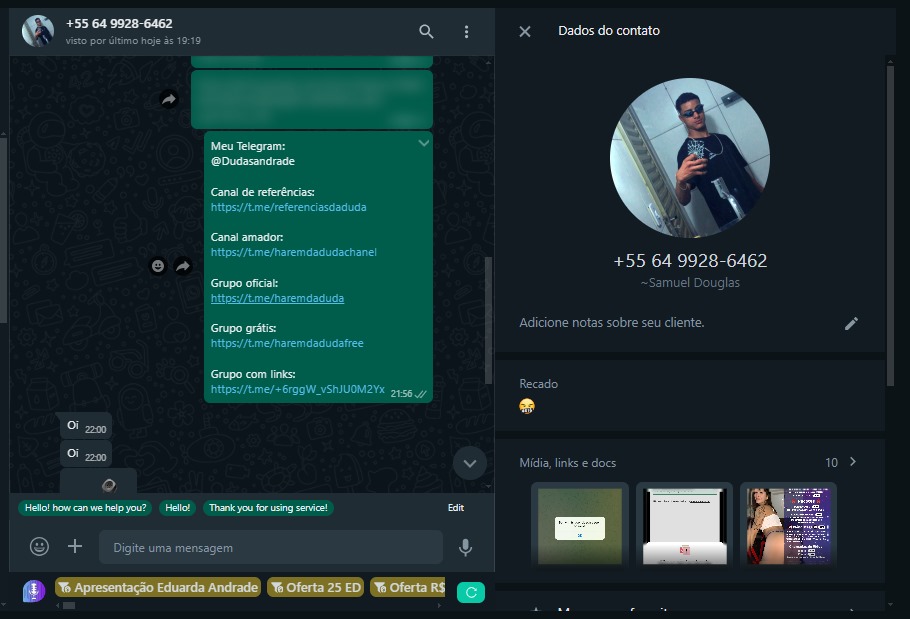 +55 64 9928-6462
visto por último hoje às 19:19
Meu Telegram:
@Dudasandrade
Canal de referências:
https://t.me/referenciasdaduda
Canal amador:
https://t.me/haremdadudachanel
Grupo oficial:
https://t.me/haremdaduda
Grupo grátis:
https://t.me/haremdadudafree
Grupo com links:
https://t.me/+6rggW_vShJU0M2Yx 21:56
Oi 22:00
Oi 22:00
Hello! how can we help you? Hello! Thank you for using service! Edit
Digite uma mensagem
Apresentação Eduarda Andrade Oferta 25 ED Oferta R$
Dados do contato
+55 64 9928-6462
~Samuel Douglas
Adicione notas sobre seu cliente.
Recado
Mídia, links e docs 10